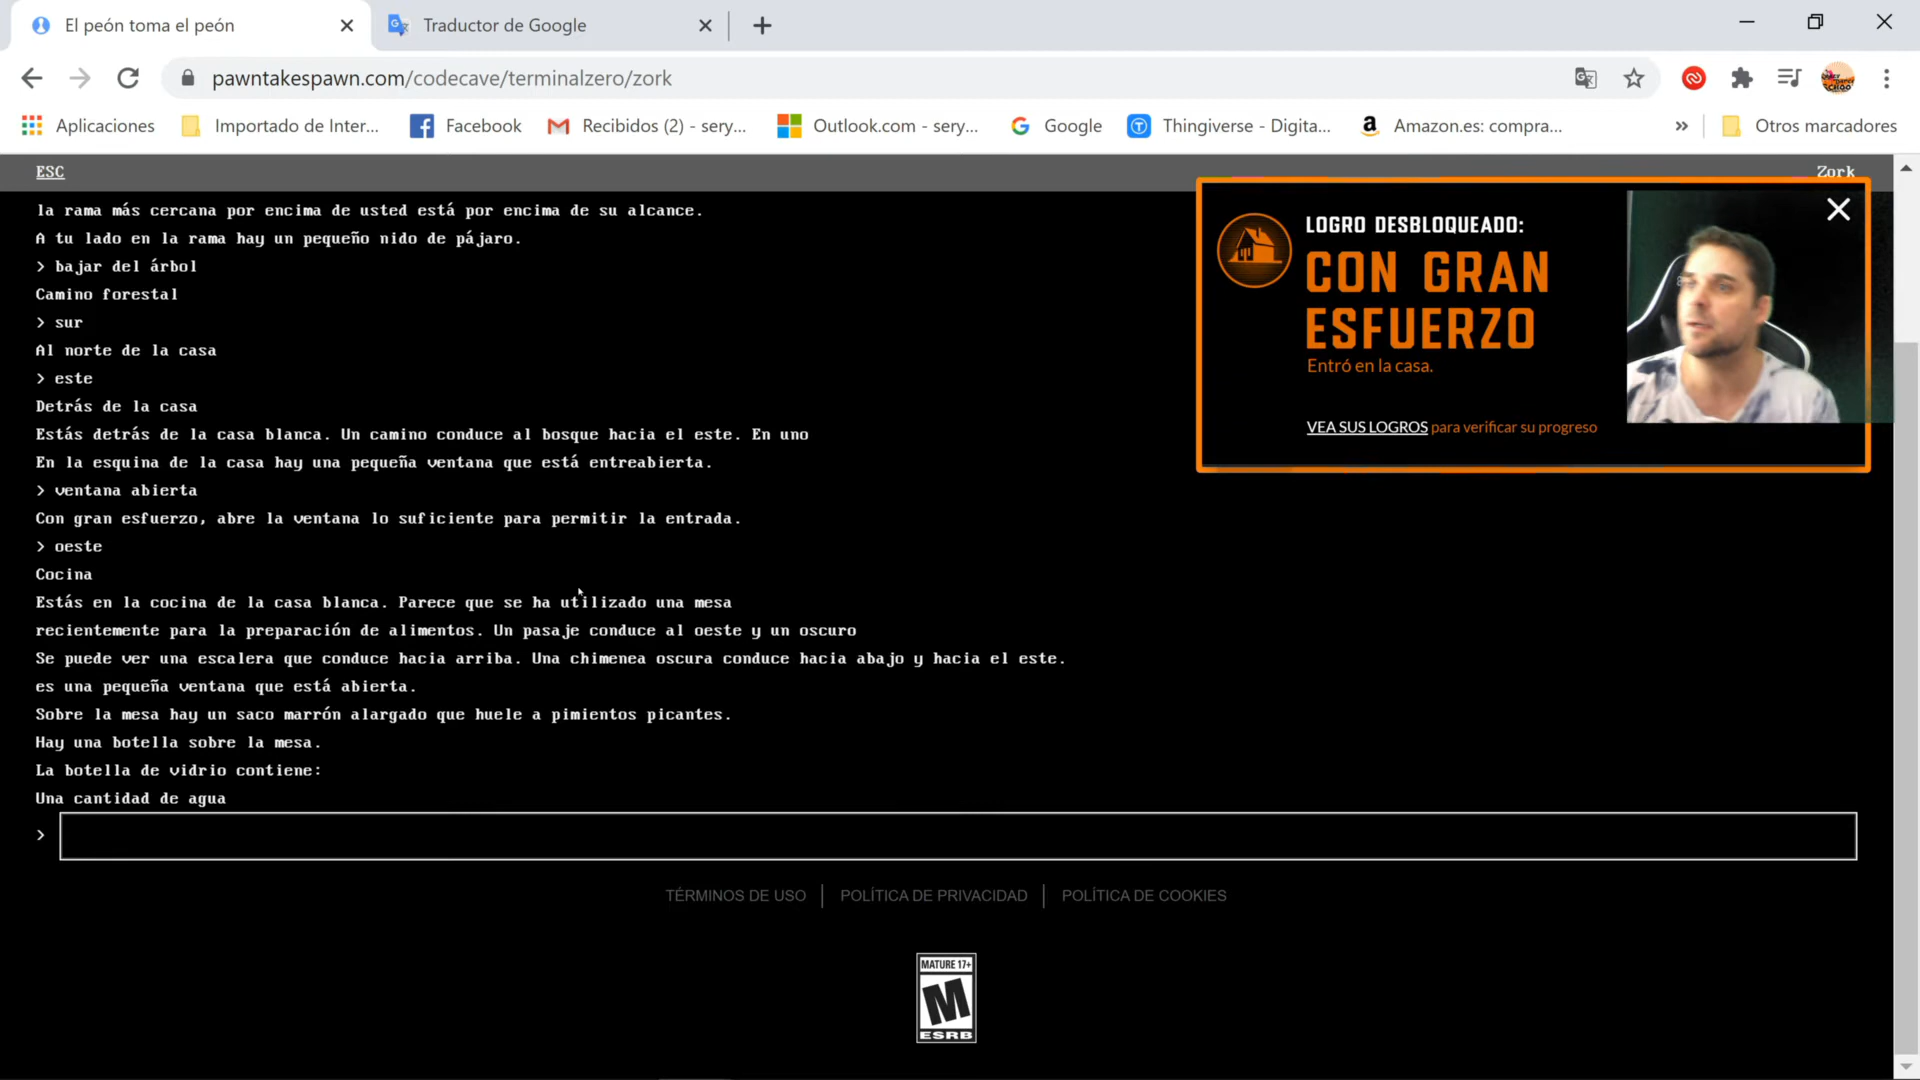 El peón toma el peón
Traductor de Google
pawntakespawn.com/codecave/terminalzero/zork
Aplicaciones
Importado de Inter...
Facebook
Recibidos (2) - sery...
Outlook.com - sery...
Google
Thingiverse - Digita...
Amazon.es: compra...
»
Otros marcadores
ESC
Zork
la rama más cercana por encima de usted está por encima de su alcance.
A tu lado en la rama hay un pequeño nido de pájaro.
> bajar del árbol
Camino forestal
> sur
Al norte de la casa
> este
Detrás de la casa
Estás detrás de la casa blanca. Un camino conduce al bosque hacia el este. En uno
En la esquina de la casa hay una pequeña ventana que está entreabierta.
> ventana abierta
Con gran esfuerzo, abre la ventana lo suficiente para permitir la entrada.
> oeste
Cocina
Estás en la cocina de la casa blanca. Parece que se ha utilizado una mesa
recientemente para la preparación de alimentos. Un pasaje conduce al oeste y un oscuro
Se puede ver una escalera que conduce hacia arriba. Una chimenea oscura conduce hacia abajo y hacia el este.
es una pequeña ventana que está abierta.
Sobre la mesa hay un saco marrón alargado que huele a pimientos picantes.
Hay una botella sobre la mesa.
La botella de vidrio contiene:
Una cantidad de agua
>
LOGRO DESBLOQUEADO:
CON GRAN
ESFUERZO
Entró en la casa.
VEA SUS LOGROS para verificar su progreso
TÉRMINOS DE USO
POLÍTICA DE PRIVACIDAD
POLÍTICA DE COOKIES
MATURE 17+
M
ESRB